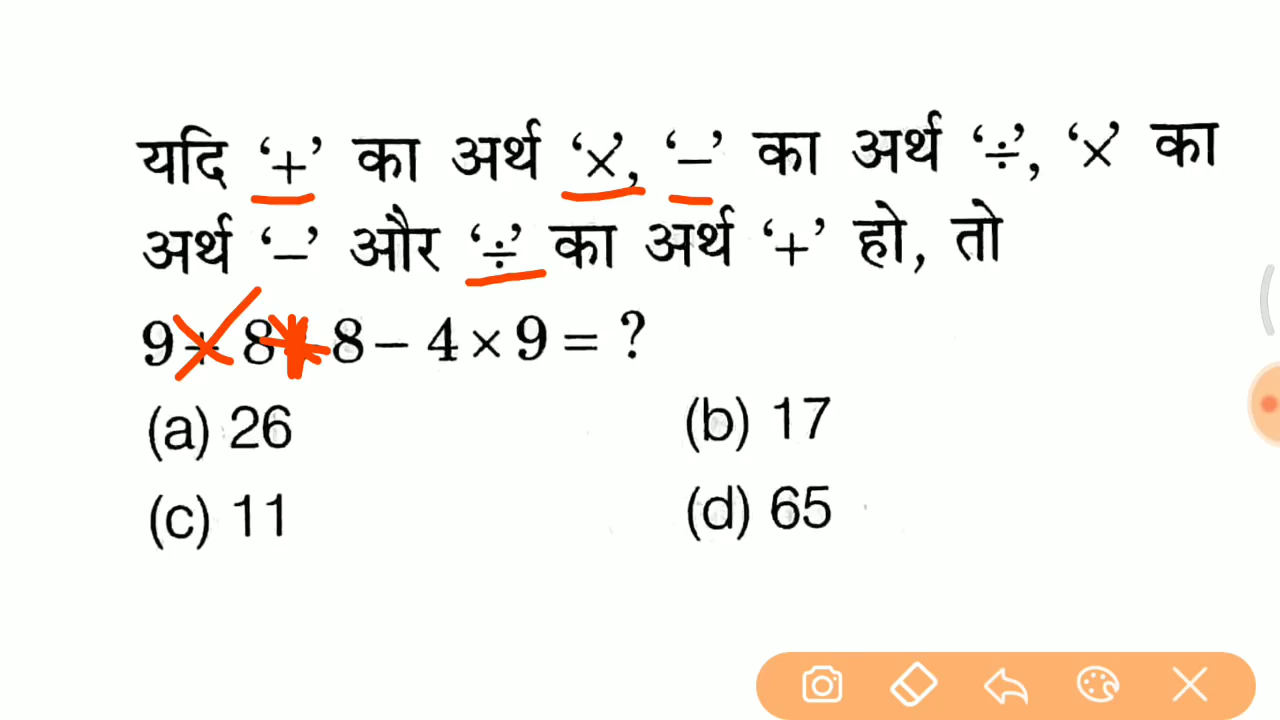 यदि ‘+’ का अर्थ ‘×’, ‘−’ का अर्थ ‘÷’, ‘×’ का
अर्थ ‘−’ और ‘÷’ का अर्थ ‘+’ हो, तो
9 + 8 8 − 4 × 9 = ?
(a) 26 (b) 17
(c) 11 (d) 65